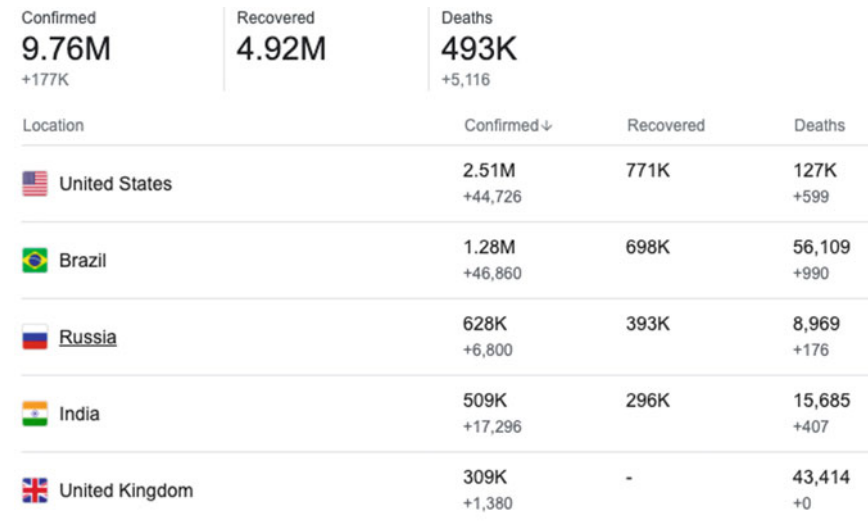 Confirmed Recovered Deaths
9.76M 4.92M 493K
+177K +5,116
Location Confirmed↓ Recovered Deaths
United States 2.51M 771K 127K
+44,726 +599
Brazil 1.28M 698K 56,109
+46,860 +990
Russia 628K 393K 8,969
+6,800 +176
India 509K 296K 15,685
+17,296 +407
United Kingdom 309K - 43,414
+1,380 +0